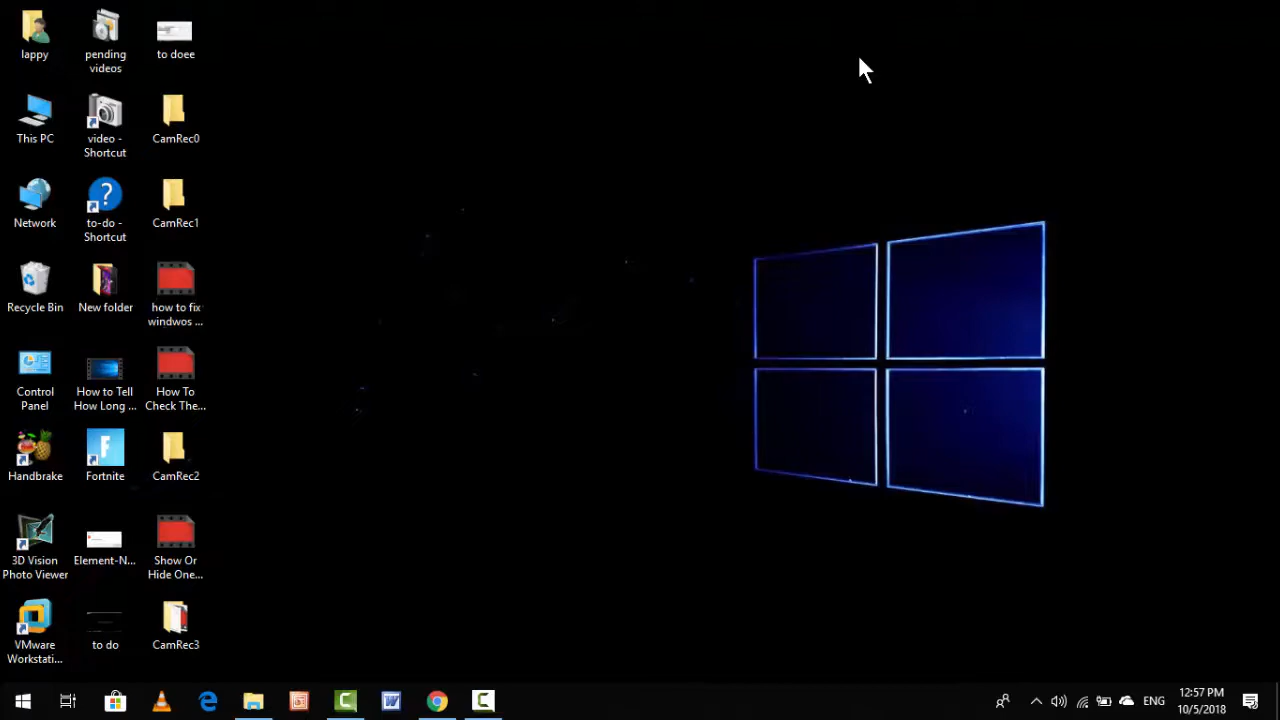 lappy
pending
videos
to doee
This PC
video -
Shortcut
CamRec0
Network
to-do -
Shortcut
CamRec1
Recycle Bin
New folder
how to fix
windwos ...
Control
Panel
How to Tell
How Long ...
How To
Check The...
Handbrake
Fortnite
CamRec2
3D Vision
Photo Viewer
Element-N...
Show Or
Hide One...
VMware
Workstati...
to do
CamRec3
ENG
12:57 PM
10/5/2018